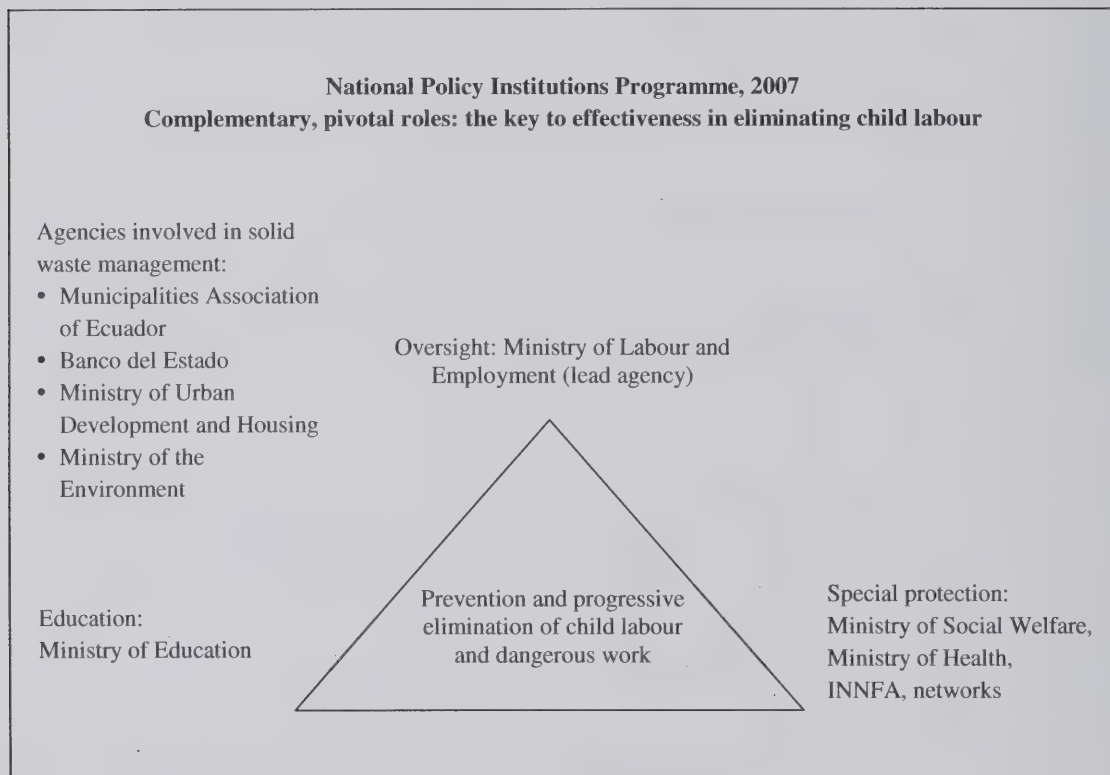 National Policy Institutions Programme, 2007
Complementary, pivotal roles: the key to effectiveness in eliminating child labour
Agencies involved in solid
waste management:
• Municipalities Association
of Ecuador
• Banco del Estado
• Ministry of Urban
Development and Housing
• Ministry of the
Environment
Oversight: Ministry of Labour and
Employment (lead agency)
Education:
Ministry of Education
Prevention and progressive
elimination of child labour
and dangerous work
Special protection:
Ministry of Social Welfare,
Ministry of Health,
INNFA, networks